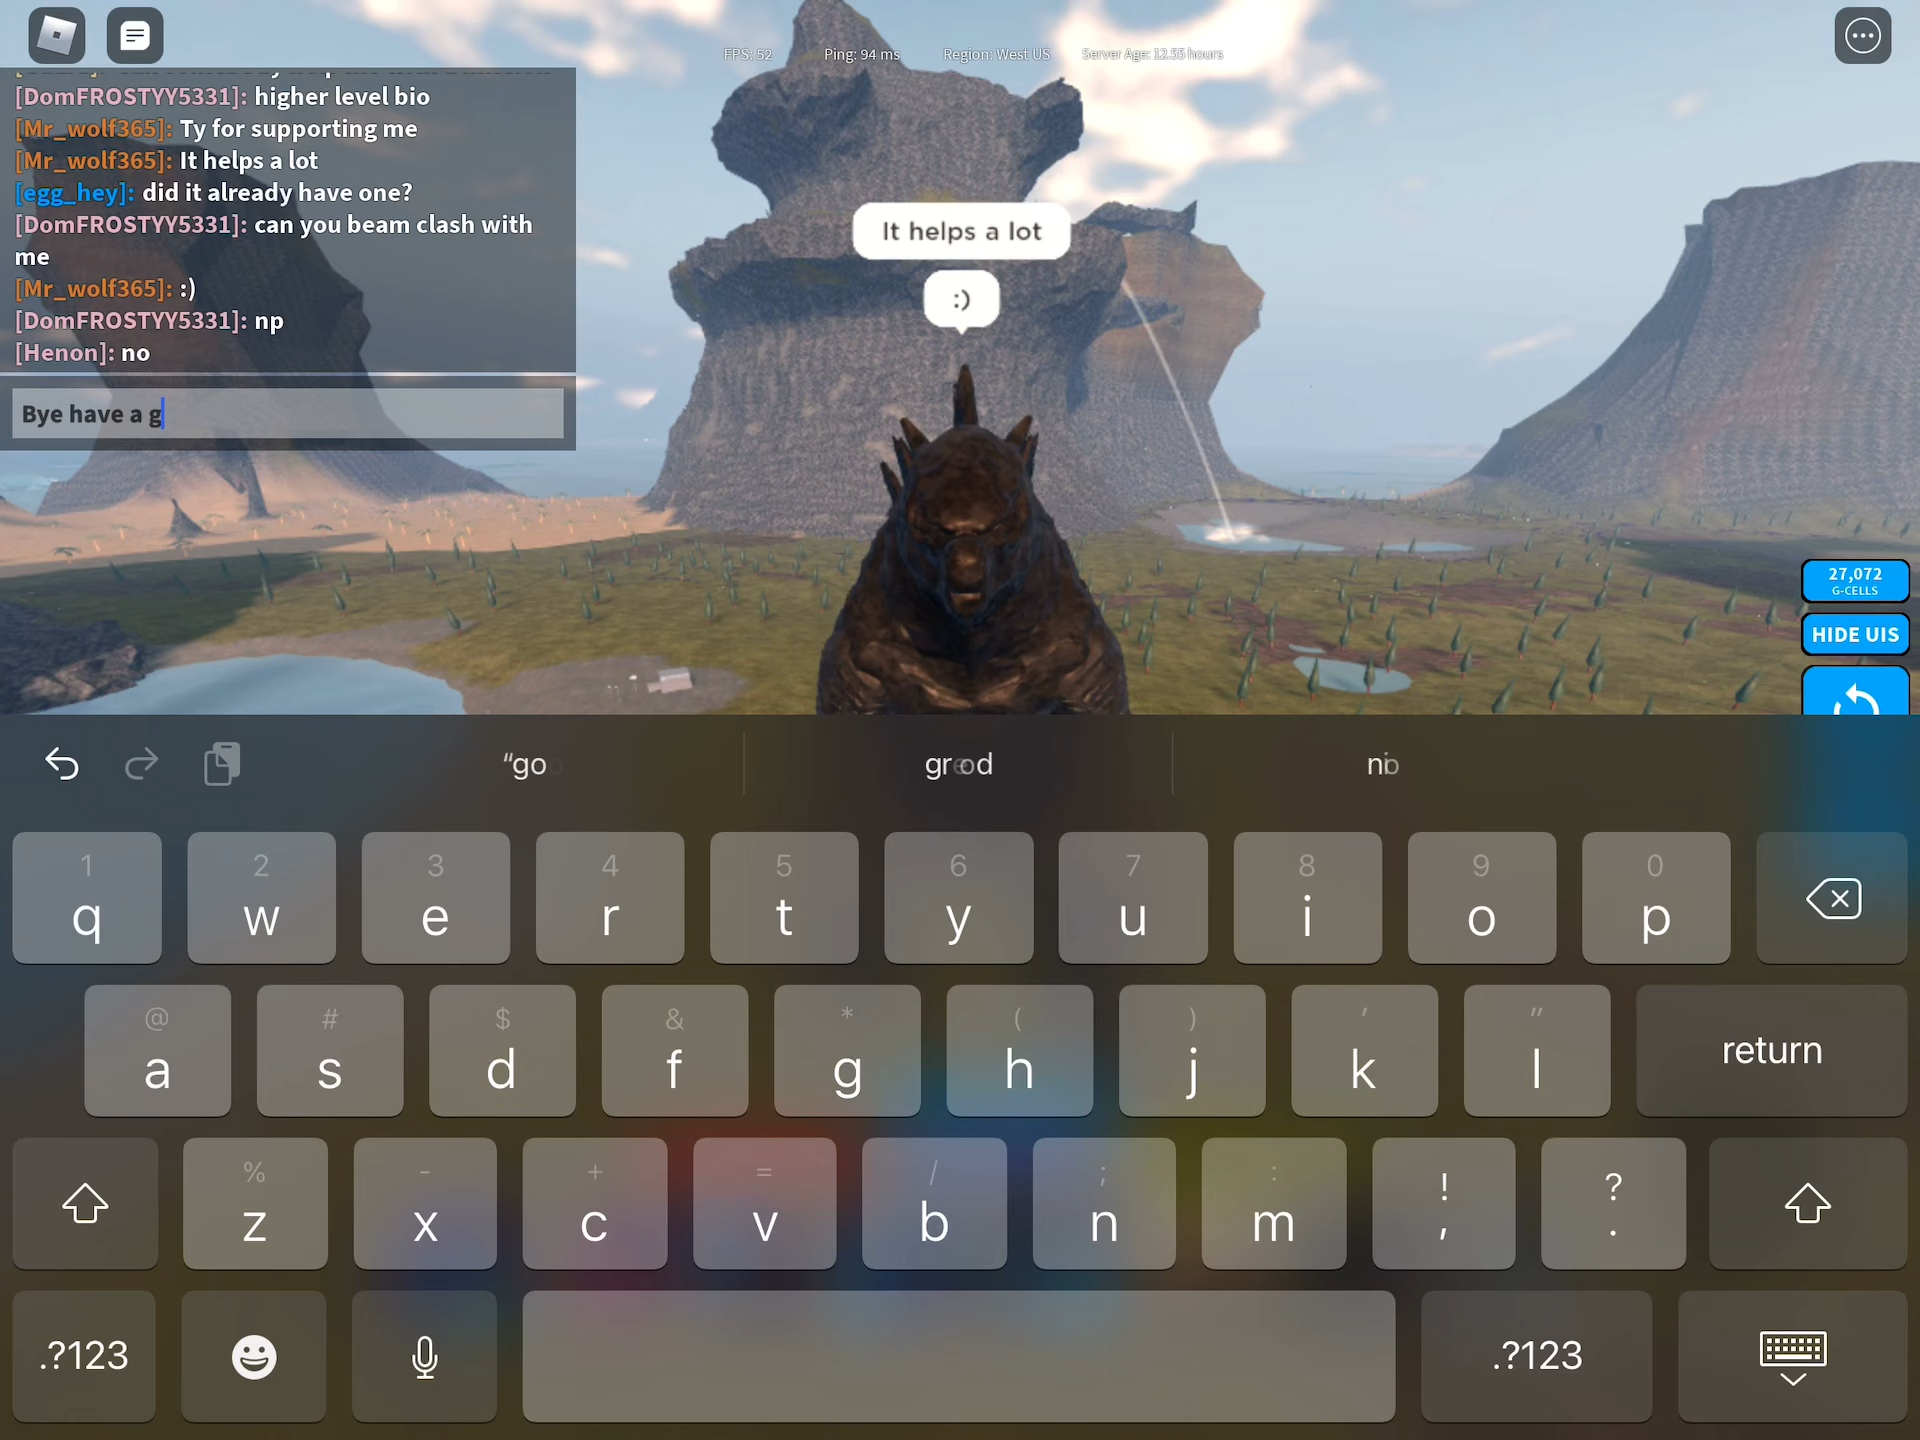 FPS: 52 Ping: 94 ms Region: West US Server Age: 12.55 hours
[DomFROSTYY5331]: higher level bio
[Mr_wolf365]: Ty for supporting me
[Mr_wolf365]: It helps a lot
[egg_hey]: did it already have one?
[DomFROSTYY5331]: can you beam clash with
me
[Mr_wolf365]: :)
[DomFROSTYY5331]: np
[Henon]: no
Bye have a g
It helps a lot
:)
27,072
G-CELLS
HIDE UIS
“go
1 2 3 4 5 6 7 8 9 0
q w e r t y u i o p
@ # $ & * ( ) ' "
a s d f g h j k l return
% - + = / ; : ! ?
z x c v b n m , .
.?123 .?123